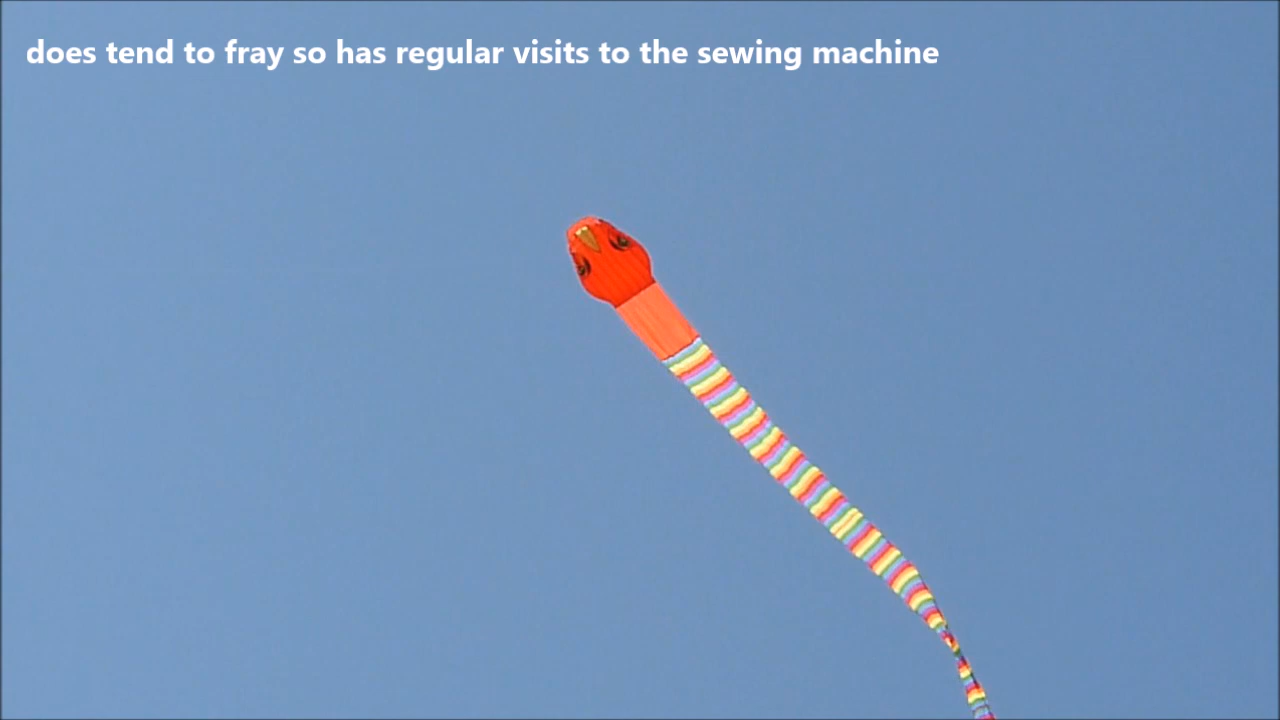 does tend to fray so has regular visits to the sewing machine